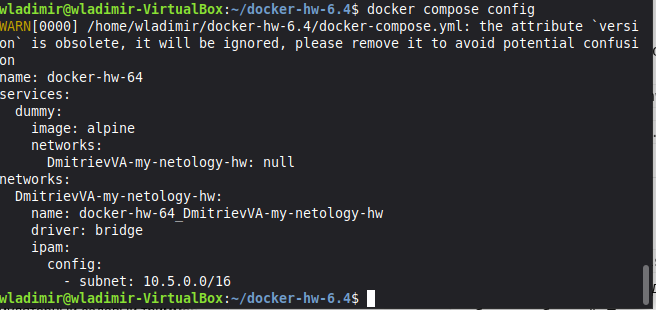 wladimir@wladimir-VirtualBox:~/docker-hw-6.4$ docker compose config
WARN[0000] /home/wladimir/docker-hw-6.4/docker-compose.yml: the attribute `versi
on` is obsolete, it will be ignored, please remove it to avoid potential confusi
on
name: docker-hw-64
services:
  dummy:
    image: alpine
    networks:
      DmitrievVA-my-netology-hw: null
networks:
  DmitrievVA-my-netology-hw:
    name: docker-hw-64_DmitrievVA-my-netology-hw
    driver: bridge
    ipam:
      config:
        - subnet: 10.5.0.0/16
wladimir@wladimir-VirtualBox:~/docker-hw-6.4$